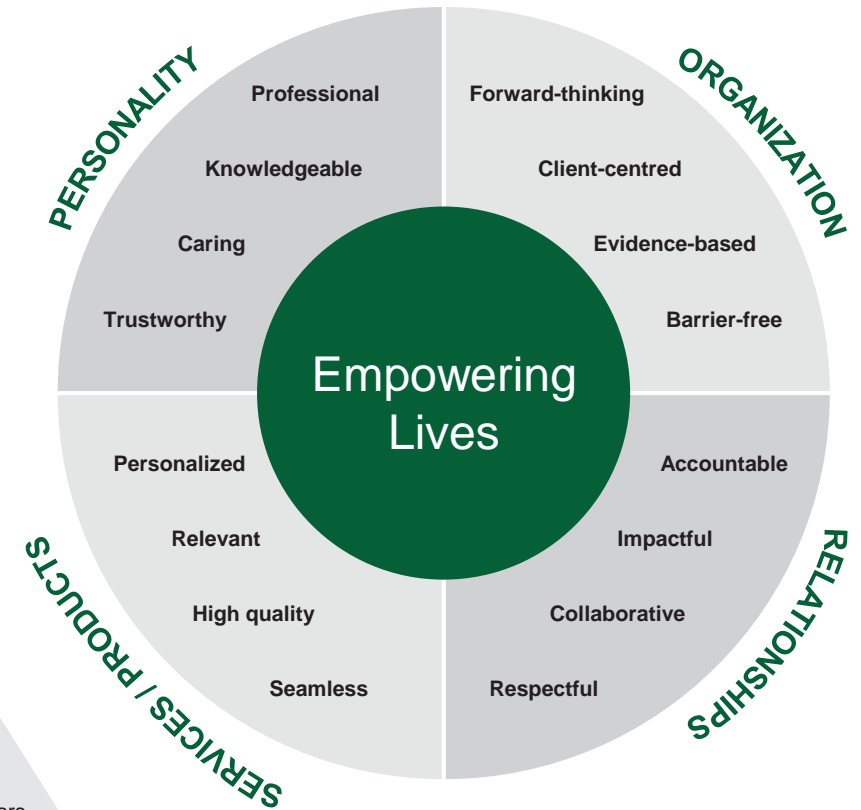 PERSONALITY
Professional
Knowledgeable
Caring
Trustworthy
ORGANIZATION
Forward-thinking
Client-centred
Evidence-based
Barrier-free
Empowering
Lives
SERVICES / PRODUCTS
Personalized
Relevant
High quality
Seamless
RELATIONSHIPS
Accountable
Impactful
Collaborative
Respectful